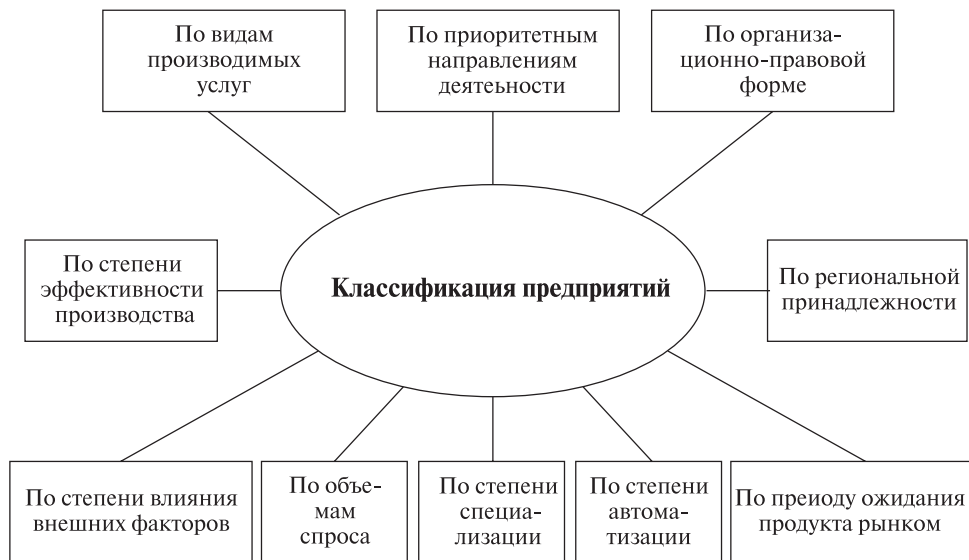 По видам
производимых
услуг
По приоритетным
направлениям
деятеьности
По организа-
ционно-правовой
форме
По степени
эффективности
производства
Классификация предприятий
По региональной
принадлежности
По степени влияния
внешних факторов
По объе-
мам
спроса
По степени
специа-
лизации
По степени
автома-
тизации
По преиоду ожидания
продукта рынком